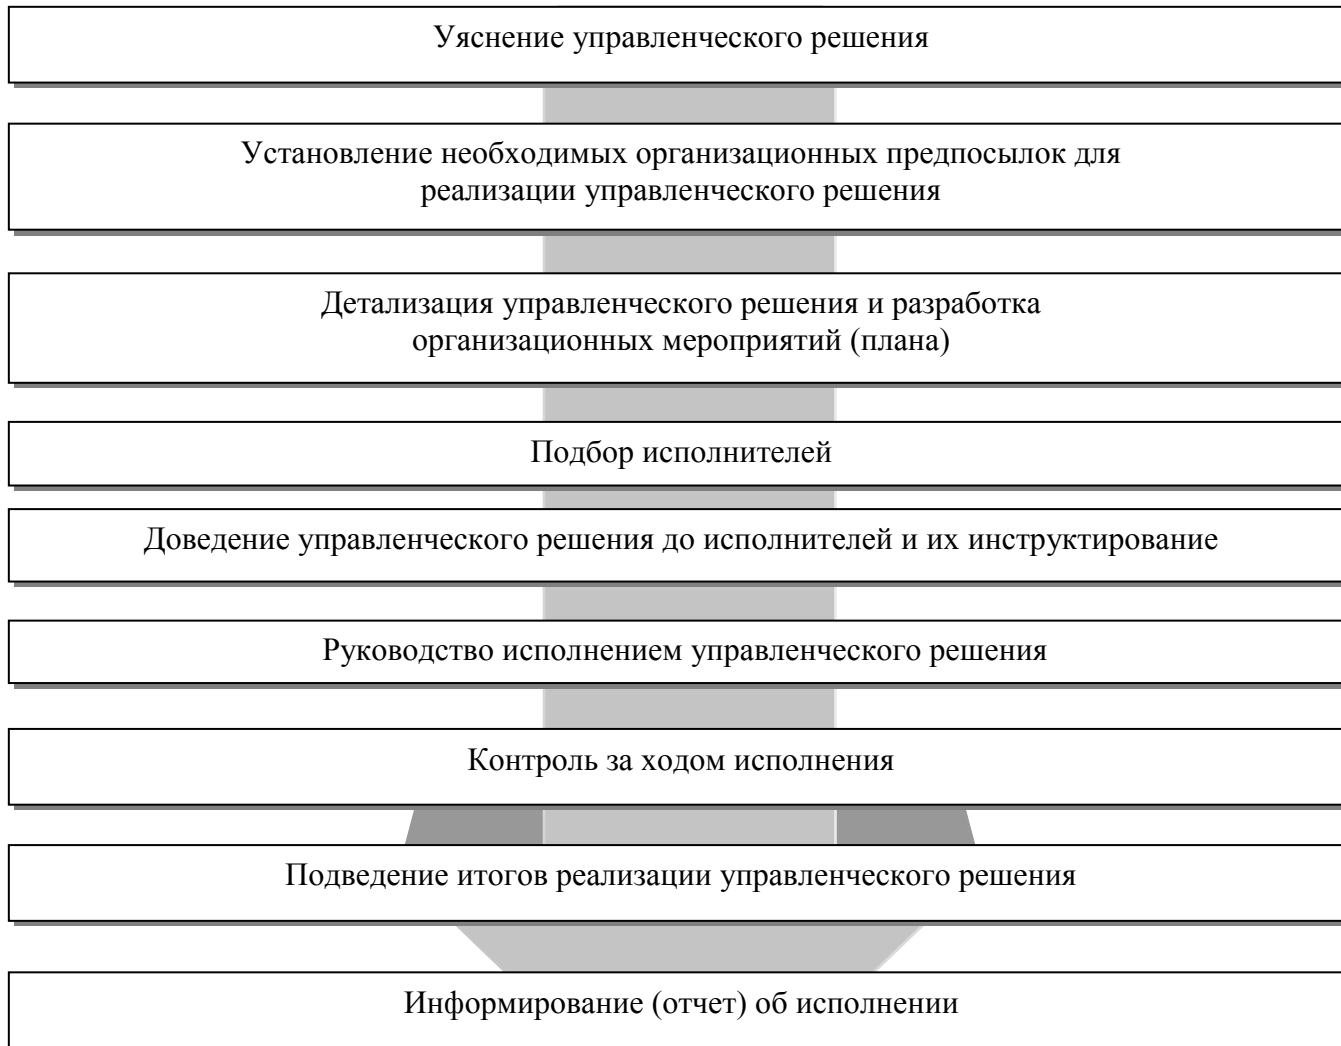 Уяснение управленческого решения
Установление необходимых организационных предпосылок для
реализации управленческого решения
Детализация управленческого решения и разработка
организационных мероприятий (плана)
Подбор исполнителей
Доведение управленческого решения до исполнителей и их инструктирование
Руководство исполнением управленческого решения
Контроль за ходом исполнения
Подведение итогов реализации управленческого решения
Информирование (отчет) об исполнении